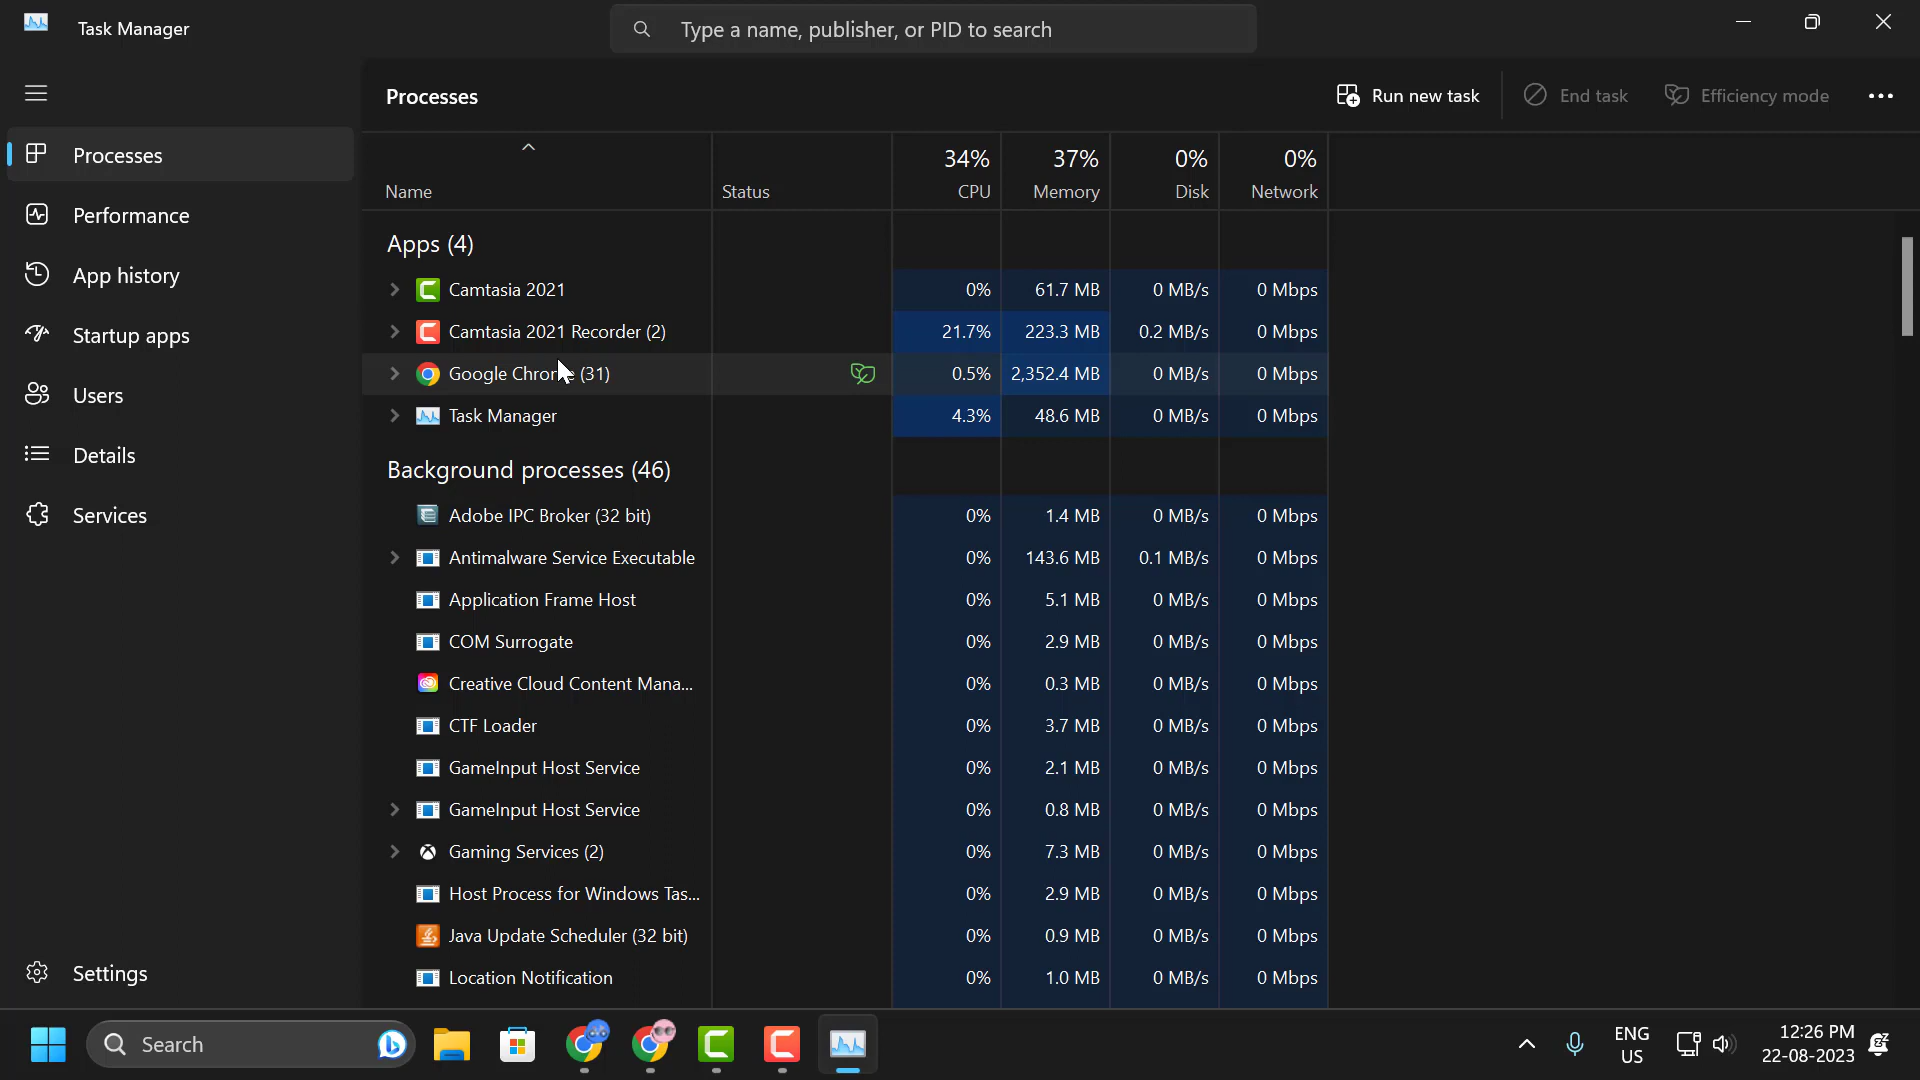 Task Manager
Type a name, publisher, or PID to search
Processes
Performance
App history
Startup apps
Users
Details
Services
Settings
Processes
Run new task
End task
Efficiency mode
Name Status 34% CPU 37% Memory 0% Disk 0% Network
Apps (4)
Camtasia 2021 0% 61.7 MB 0 MB/s 0 Mbps
Camtasia 2021 Recorder (2) 21.7% 223.3 MB 0.2 MB/s 0 Mbps
Google Chrome (31) 0.5% 2,352.4 MB 0 MB/s 0 Mbps
Task Manager 4.3% 48.6 MB 0 MB/s 0 Mbps
Background processes (46)
Adobe IPC Broker (32 bit) 0% 1.4 MB 0 MB/s 0 Mbps
Antimalware Service Executable 0% 143.6 MB 0.1 MB/s 0 Mbps
Application Frame Host 0% 5.1 MB 0 MB/s 0 Mbps
COM Surrogate 0% 2.9 MB 0 MB/s 0 Mbps
Creative Cloud Content Mana... 0% 0.3 MB 0 MB/s 0 Mbps
CTF Loader 0% 3.7 MB 0 MB/s 0 Mbps
GameInput Host Service 0% 2.1 MB 0 MB/s 0 Mbps
GameInput Host Service 0% 0.8 MB 0 MB/s 0 Mbps
Gaming Services (2) 0% 7.3 MB 0 MB/s 0 Mbps
Host Process for Windows Tas... 0% 2.9 MB 0 MB/s 0 Mbps
Java Update Scheduler (32 bit) 0% 0.9 MB 0 MB/s 0 Mbps
Location Notification 0% 1.0 MB 0 MB/s 0 Mbps
Search
ENG
US
12:26 PM
22-08-2023